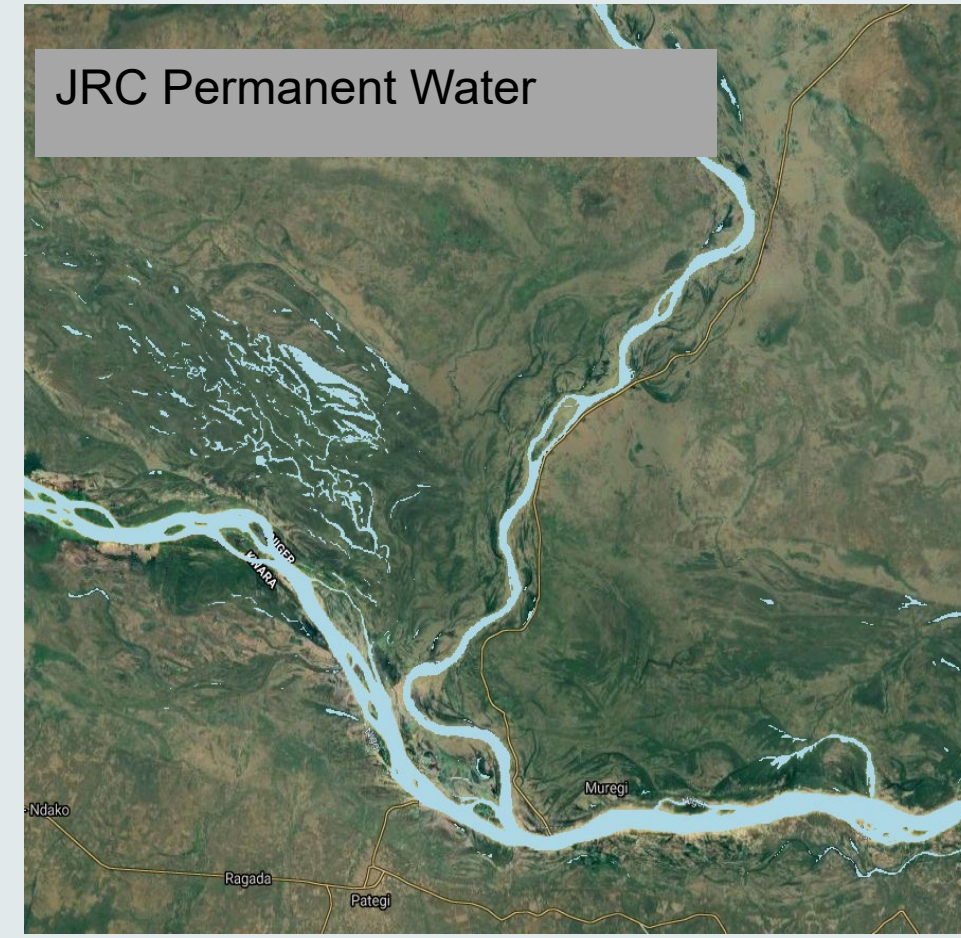 JRC Permanent Water
NIGER
KWARA
Muregi
Ndako
Ragada
Pategi